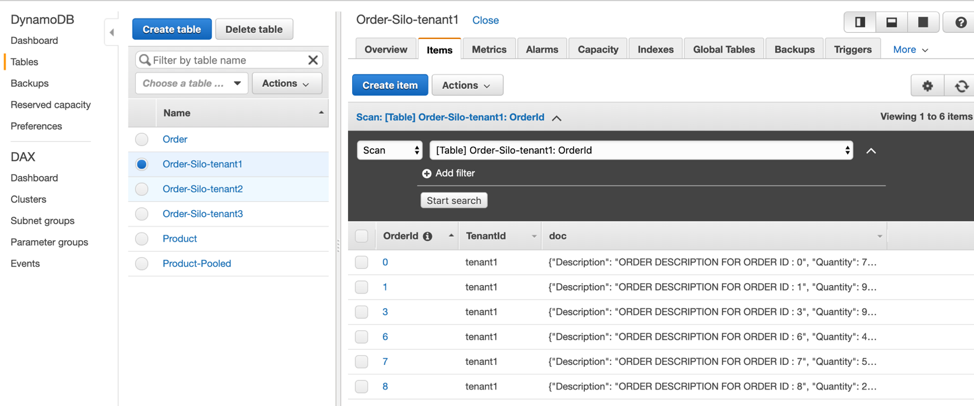 DynamoDB
Dashboard
Tables
Backups
Reserved capacity
Preferences
DAX
Dashboard
Clusters
Subnet groups
Parameter groups
Events
Create table
Delete table
Filter by table name
Choose a table ...
Actions
Name
Order
Order-Silo-tenant1
Order-Silo-tenant2
Order-Silo-tenant3
Product
Product-Pooled
Order-Silo-tenant1 Close
Overview Items Metrics Alarms Capacity Indexes Global Tables Backups Triggers More
Create item Actions
Scan: [Table] Order-Silo-tenant1: OrderId
Viewing 1 to 6 items
Scan [Table] Order-Silo-tenant1: OrderId
Add filter
Start search
OrderId TenantId doc
0 tenant1 {"Description": "ORDER DESCRIPTION FOR ORDER ID : 0", "Quantity": 7...
1 tenant1 {"Description": "ORDER DESCRIPTION FOR ORDER ID : 1", "Quantity": 9...
3 tenant1 {"Description": "ORDER DESCRIPTION FOR ORDER ID : 3", "Quantity": 9...
6 tenant1 {"Description": "ORDER DESCRIPTION FOR ORDER ID : 6", "Quantity": 4...
7 tenant1 {"Description": "ORDER DESCRIPTION FOR ORDER ID : 7", "Quantity": 5...
8 tenant1 {"Description": "ORDER DESCRIPTION FOR ORDER ID : 8", "Quantity": 2...